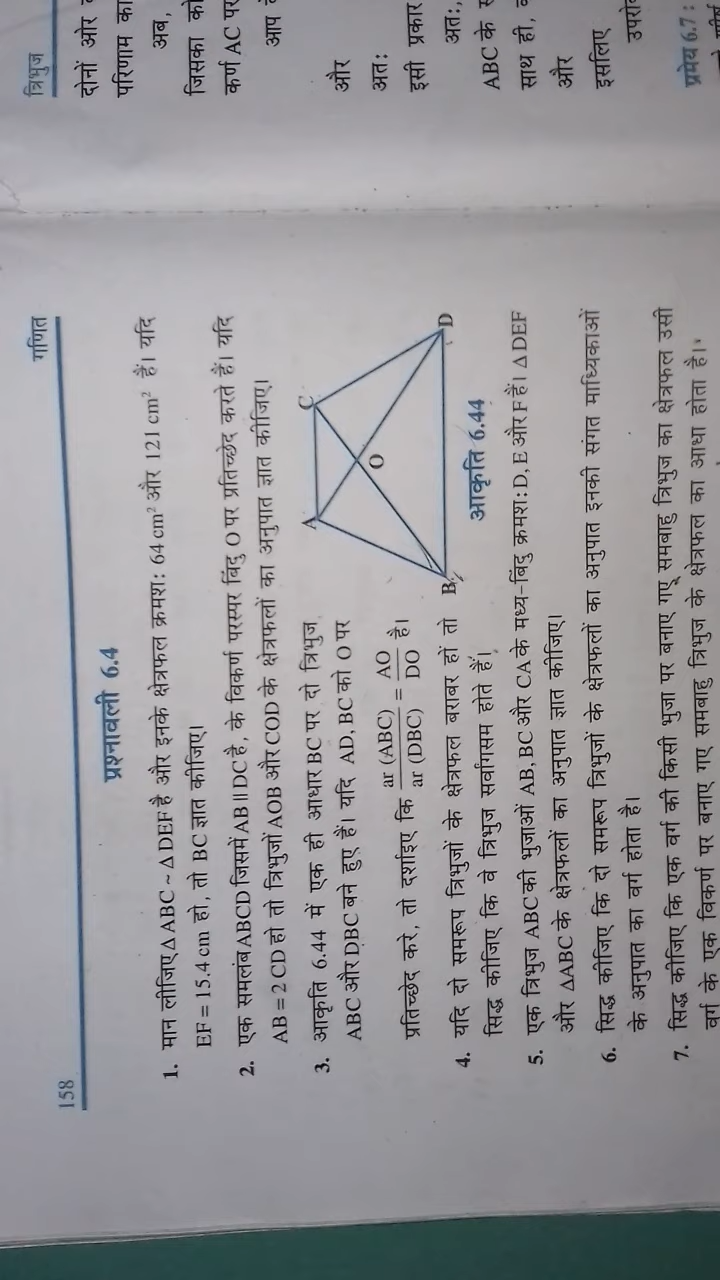 158
गणित
प्रश्नावली 6.4
1. मान लीजिए Δ ABC ~ Δ DEF है और इनके क्षेत्रफल क्रमश: 64 cm² और 121 cm² हैं। यदि
EF = 15.4 cm हो, तो BC ज्ञात कीजिए।
2. एक समलंब ABCD जिसमें AB || DC है, के विकर्ण परस्पर बिंदु O पर प्रतिच्छेद करते हैं। यदि
AB = 2 CD हो तो त्रिभुजों AOB और COD के क्षेत्रफलों का अनुपात ज्ञात कीजिए।
3. आकृति 6.44 में एक ही आधार BC पर दो त्रिभुज
ABC और DBC बने हुए हैं। यदि AD, BC को O पर
प्रतिच्छेद करे, तो दर्शाइए कि ar (ABC) / ar (DBC) = AO / DO है।
A
C
O
B
D
आकृति 6.44
4. यदि दो समरूप त्रिभुजों के क्षेत्रफल बराबर हों तो
सिद्ध कीजिए कि वे त्रिभुज सर्वांगसम होते हैं।
5. एक त्रिभुज ABC की भुजाओं AB, BC और CA के मध्य-बिंदु क्रमश: D, E और F हैं। Δ DEF
और ΔABC के क्षेत्रफलों का अनुपात ज्ञात कीजिए।
6. सिद्ध कीजिए कि दो समरूप त्रिभुजों के क्षेत्रफलों का अनुपात इनकी संगत माध्यिकाओं
के अनुपात का वर्ग होता है।
7. सिद्ध कीजिए कि एक वर्ग की किसी भुजा पर बनाए गए समबाहु त्रिभुज का क्षेत्रफल उसी
वर्ग के एक विकर्ण पर बनाए गए समबाहु त्रिभुज के क्षेत्रफल का आधा होता है।
त्रिभुज
दोनों और
परिणाम का
अब,
जिसका
कर्ण AC पर
आप
और
अत:
इसी प्रकार
अत:,
ABC के
साथ ही,
और
इसलिए
प्रमेय 6.7 :